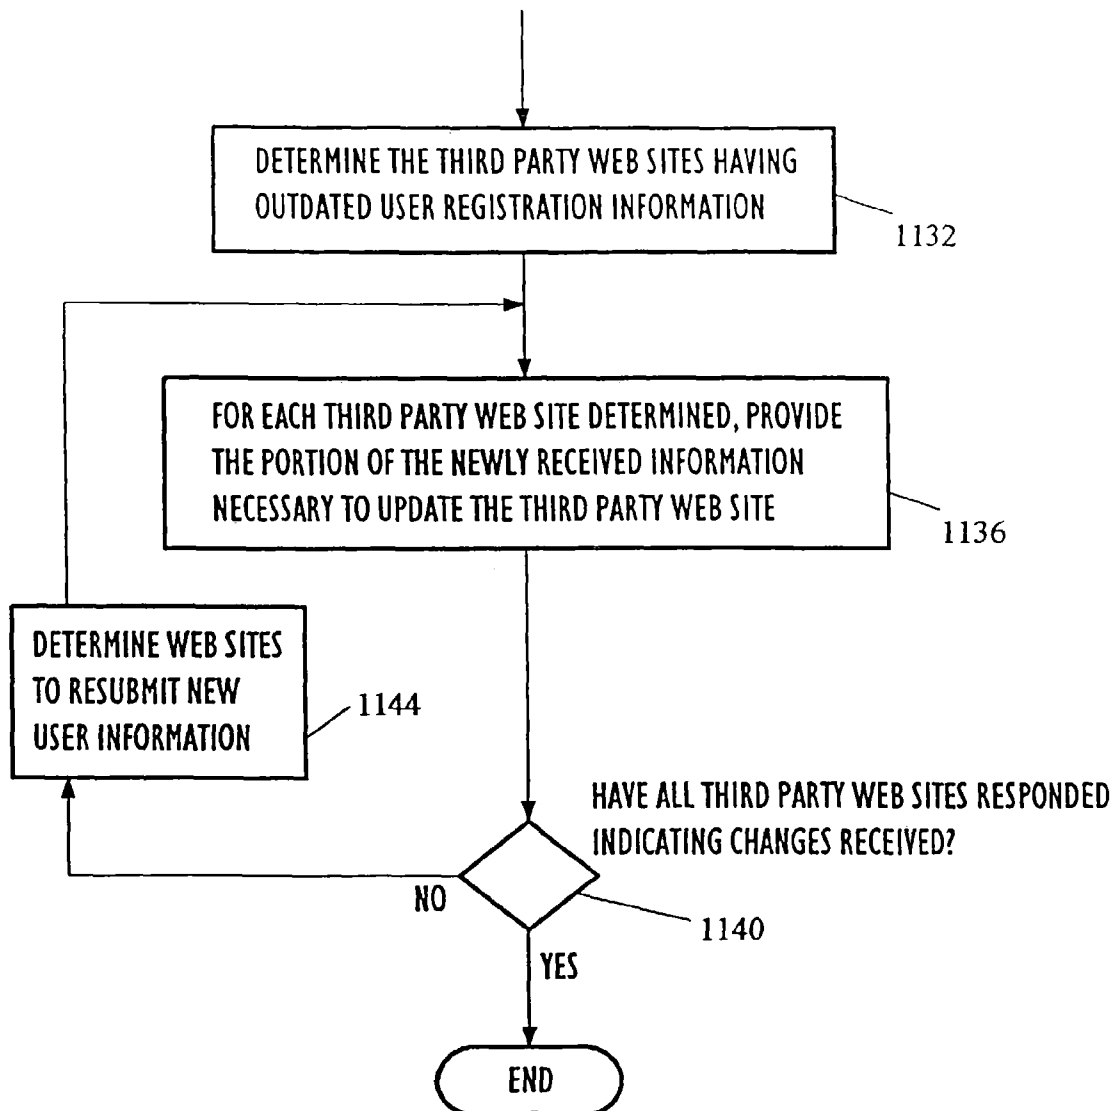 DETERMINE THE THIRD PARTY WEB SITES HAVING
OUTDATED USER REGISTRATION INFORMATION
1132
FOR EACH THIRD PARTY WEB SITE DETERMINED, PROVIDE
THE PORTION OF THE NEWLY RECEIVED INFORMATION
NECESSARY TO UPDATE THE THIRD PARTY WEB SITE
1136
DETERMINE WEB SITES
TO RESUBMIT NEW
USER INFORMATION
1144
HAVE ALL THIRD PARTY WEB SITES RESPONDED
INDICATING CHANGES RECEIVED?
NO
1140
YES
END